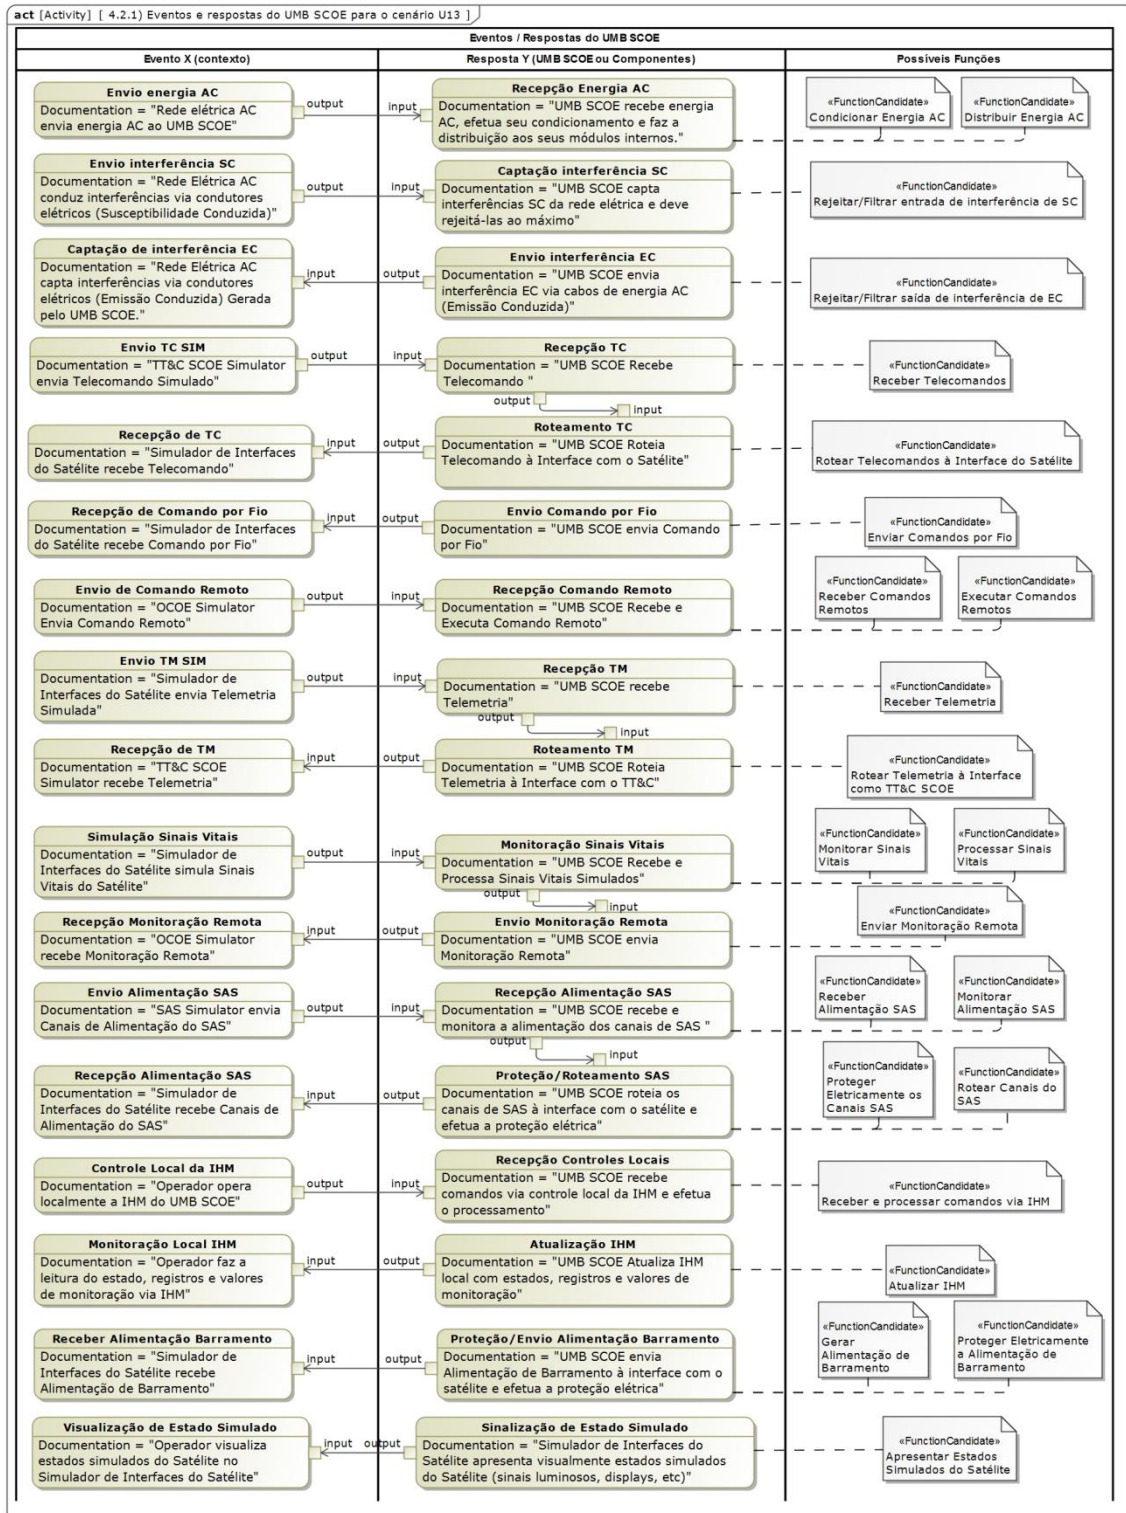 act [Activity] [ 4.2.1) Eventos e respostas do UMB SCOE para o cenário U13 ]
Eventos / Respostas do UMB SCOE
Evento X (contexto)
Resposta Y (UMB SCOE ou Componentes)
Possíveis Funções
Envio energia AC
Documentation = "Rede elétrica AC
envia energia AC ao UMB SCOE"
output
input
Recepção Energia AC
Documentation = "UMB SCOE recebe energia
AC, efetua seu condicionamento e faz a
distribuição aos seus módulos internos."
«FunctionCandidate»
Condicionar Energia AC
«FunctionCandidate»
Distribuir Energia AC
Envio interferência SC
Documentation = "Rede Elétrica AC
conduz interferências via condutores
elétricos (Susceptibilidade Conduzida)"
output
input
Captação interferência SC
Documentation = "UMB SCOE capta
interferências SC da rede elétrica e deve
rejeitá-las ao máximo"
«FunctionCandidate»
Rejeitar/Filtrar entrada de interferência de SC
Captação de interferência EC
Documentation = "Rede Elétrica AC
capta interferências via condutores
elétricos (Emissão Conduzida) Gerada
pelo UMB SCOE."
input
output
Envio interferência EC
Documentation = "UMB SCOE envia
interferência EC via cabos de energia AC
(Emissão Conduzida)"
«FunctionCandidate»
Rejeitar/Filtrar saída de interferência de EC
Envio TC SIM
Documentation = "TT&C SCOE Simulator
envia Telecomando Simulado"
output
input
Recepção TC
Documentation = "UMB SCOE Recebe
Telecomando "
«FunctionCandidate»
Receber Telecomandos
output
input
Recepção de TC
Documentation = "Simulador de Interfaces
do Satélite recebe Telecomando"
input
output
Roteamento TC
Documentation = "UMB SCOE Roteia
Telecomando à Interface com o Satélite"
«FunctionCandidate»
Rotear Telecomandos à Interface do Satélite
Recepção de Comando por Fio
Documentation = "Simulador de Interfaces
do Satélite recebe Comando por Fio"
input
output
Envio Comando por Fio
Documentation = "UMB SCOE envia Comando
por Fio"
«FunctionCandidate»
Enviar Comandos por Fio
Envio de Comando Remoto
Documentation = "OCOE Simulator
Envia Comando Remoto"
output
input
Recepção Comando Remoto
Documentation = "UMB SCOE Recebe e
Executa Comando Remoto"
«FunctionCandidate»
Receber Comandos
Remotos
«FunctionCandidate»
Executar Comandos
Remotos
Envio TM SIM
Documentation = "Simulador de
Interfaces do Satélite envia Telemetria
Simulada"
output
input
Recepção TM
Documentation = "UMB SCOE recebe
Telemetria"
«FunctionCandidate»
Receber Telemetria
output
input
Recepção de TM
Documentation = "TT&C SCOE
Simulator recebe Telemetria"
input
output
Roteamento TM
Documentation = "UMB SCOE Roteia
Telemetria à Interface com o TT&C"
«FunctionCandidate»
Rotear Telemetria à Interface
como TT&C SCOE
Simulação Sinais Vitais
Documentation = "Simulador de
Interfaces do Satélite simula Sinais
Vitais do Satélite"
output
input
Monitoração Sinais Vitais
Documentation = "UMB SCOE Recebe e
Processa Sinais Vitais Simulados"
«FunctionCandidate»
Monitorar Sinais
Vitais
«FunctionCandidate»
Processar Sinais
Vitais
output
input
Recepção Monitoração Remota
Documentation = "OCOE Simulator
recebe Monitoração Remota"
input
output
Envio Monitoração Remota
Documentation = "UMB SCOE envia
Monitoração Remota"
«FunctionCandidate»
Enviar Monitoração Remota
Envio Alimentação SAS
Documentation = "SAS Simulator envia
Canais de Alimentação do SAS"
output
input
Recepção Alimentação SAS
Documentation = "UMB SCOE recebe e
monitora a alimentação dos canais de SAS "
«FunctionCandidate»
Receber
Alimentação SAS
«FunctionCandidate»
Monitorar
Alimentação SAS
output
input
Recepção Alimentação SAS
Documentation = "Simulador de
Interfaces do Satélite recebe Canais de
Alimentação do SAS"
input
output
Proteção/Roteamento SAS
Documentation = "UMB SCOE roteia os
canais de SAS à interface com o satélite e
efetua a proteção elétrica"
«FunctionCandidate»
Proteger
Eletricamente os
Canais SAS
«FunctionCandidate»
Rotear Canais do
SAS
Controle Local da IHM
Documentation = "Operador opera
localmente a IHM do UMB SCOE"
output
input
Recepção Controles Locais
Documentation = "UMB SCOE recebe
comandos via controle local da IHM e efetua
o processamento"
«FunctionCandidate»
Receber e processar comandos via IHM
Monitoração Local IHM
Documentation = "Operador faz a
leitura do estado, registros e valores
de monitoração via IHM"
input
output
Atualização IHM
Documentation = "UMB SCOE Atualiza IHM
local com estados, registros e valores de
monitoração"
«FunctionCandidate»
Atualizar IHM
Receber Alimentação Barramento
Documentation = "Simulador de
Interfaces do Satélite recebe
Alimentação de Barramento"
input
output
Proteção/Envio Alimentação Barramento
Documentation = "UMB SCOE envia
Alimentação de Barramento à interface com o
satélite e efetua a proteção elétrica"
«FunctionCandidate»
Gerar
Alimentação de
Barramento
«FunctionCandidate»
Proteger Eletricamente
a Alimentação de
Barramento
Visualização de Estado Simulado
Documentation = "Operador visualiza
estados simulados do Satélite no
Simulador de Interfaces do Satélite"
input
output
Sinalização de Estado Simulado
Documentation = "Simulador de Interfaces do
Satélite apresenta visualmente estados simulados
do Satélite (sinais luminosos, displays, etc)"
«FunctionCandidate»
Apresentar Estados
Simulados do Satélite